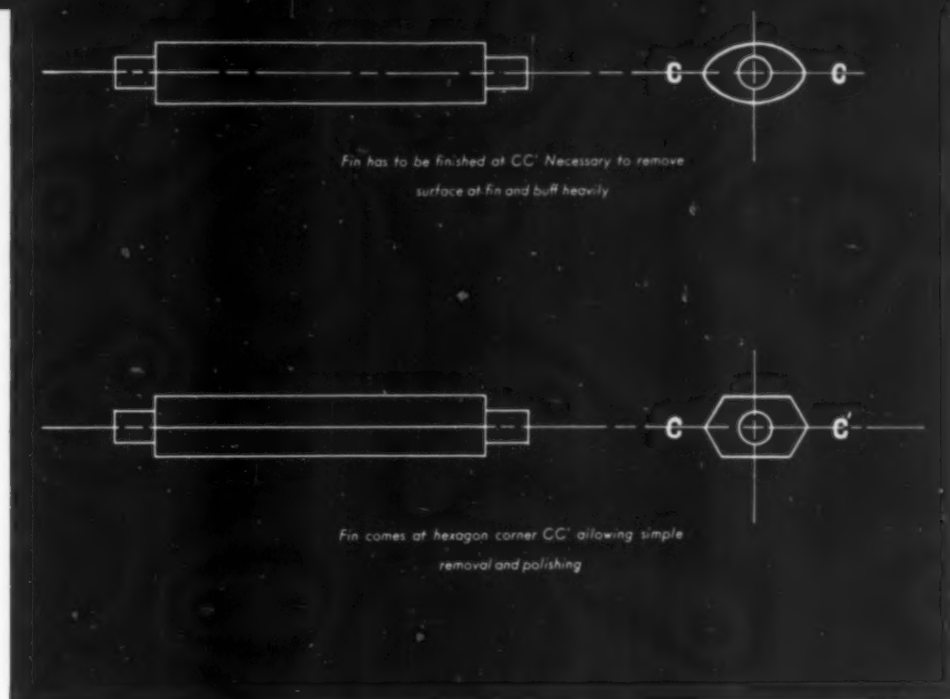 C C
Fin has to be finished at CC' Necessary to remove
surface at fin and buff heavily
C C'
Fin comes at hexagon corner CC' allowing simple
removal and polishing